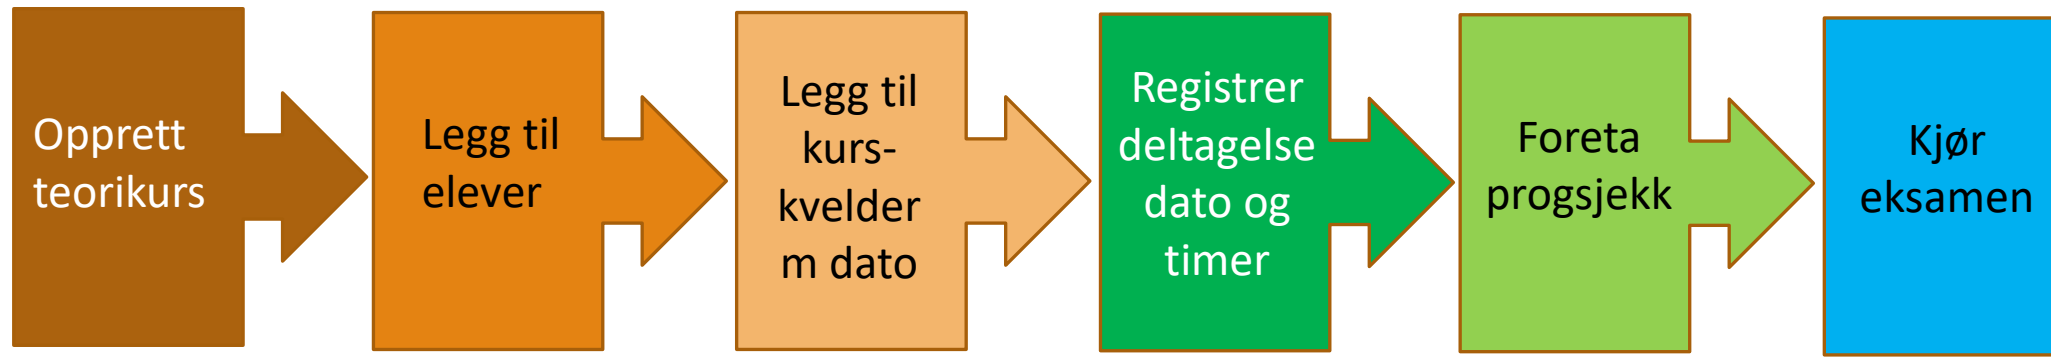 Opprett
teorikurs
Legg til
elever
Legg til
kurs-
kvelder
m dato
Registrer
deltagelse
dato og
timer
Foreta
progsjekk
Kjør
eksamen